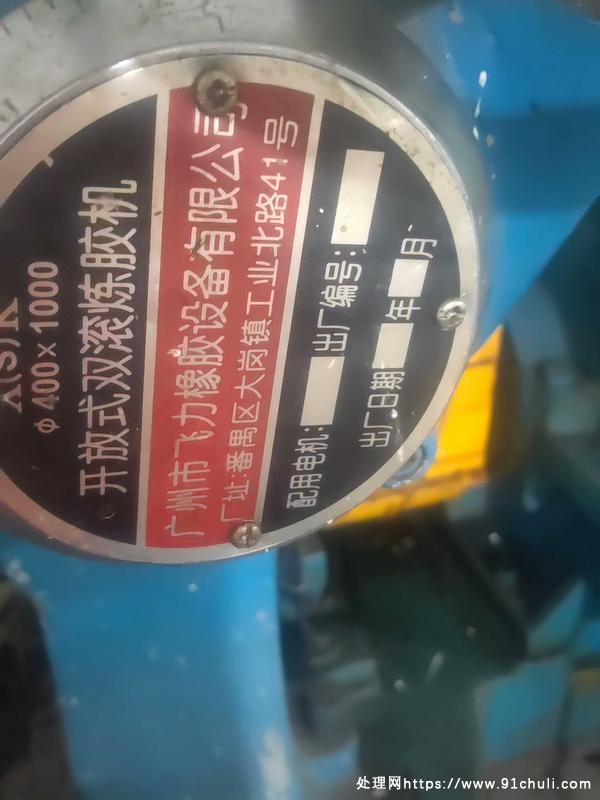 X(S)K
φ400×1000
开放式双滚炼胶机
广州市飞力橡胶设备有限公司
厂址:番禺区大岗镇工业北路41号
配用电机: 出厂编号:
出厂日期 年 月
处理网https://www.91chuli.com